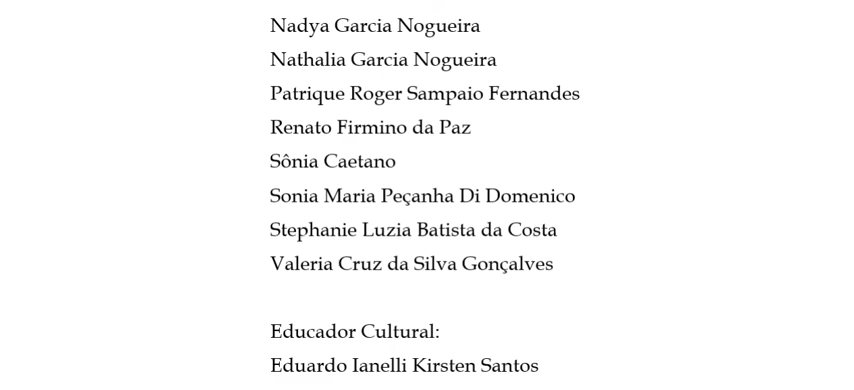 Nadya Garcia Nogueira
Nathalia Garcia Nogueira
Patrique Roger Sampaio Fernandes
Renato Firmino da Paz
Sônia Caetano
Sonia Maria Peçanha Di Domenico
Stephanie Luzia Batista da Costa
Valeria Cruz da Silva Gonçalves
Educador Cultural:
Eduardo Ianelli Kirsten Santos